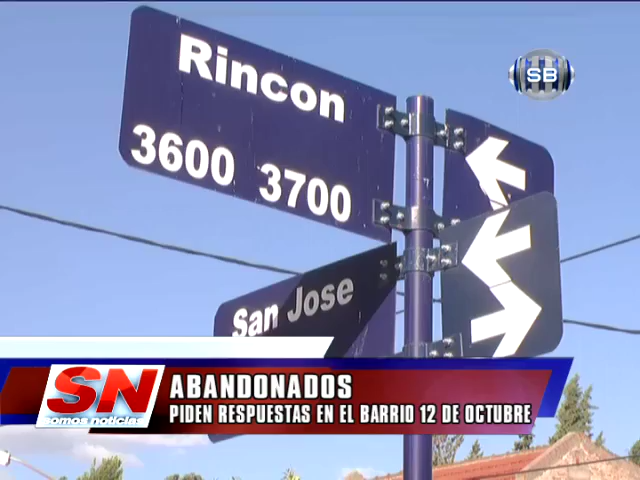 SB
Rincon
3600 3700
San Jose
SN
somos noticias
ABANDONADOS
PIDEN RESPUESTAS EN EL BARRIO 12 DE OCTUBRE